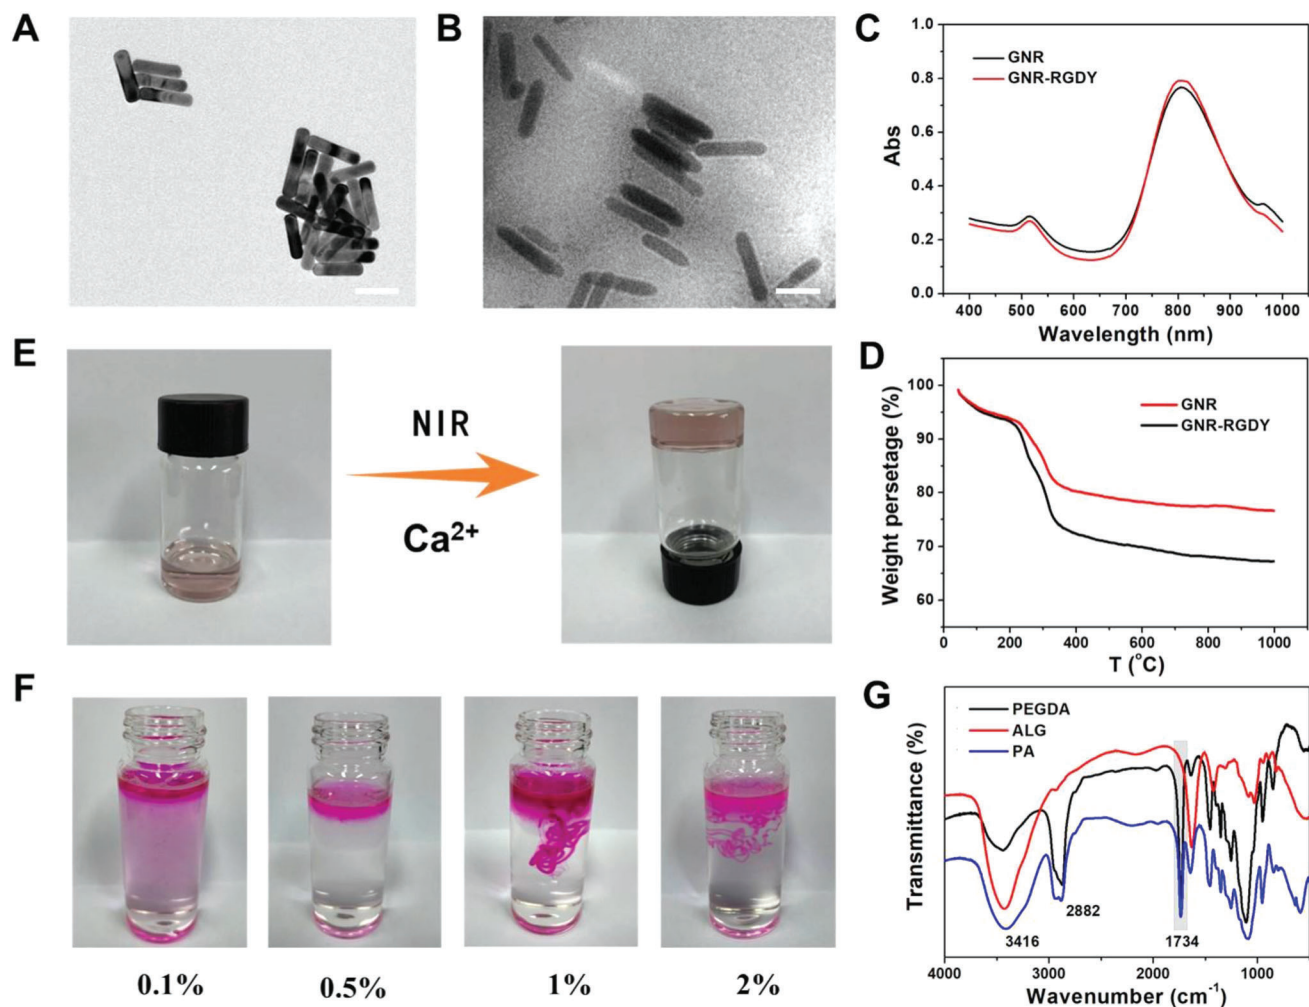 A
B
C
1.0
0.8
0.6
0.4
0.2
0.0
Abs
GNR
GNR-RGDY
400 500 600 700 800 900 1000
Wavelength (nm)
E
NIR
Ca²⁺
D
100
90
80
70
60
Weight persetage (%)
GNR
GNR-RGDY
0 200 400 600 800 1000
T (°C)
F
0.1%
0.5%
1%
2%
G
PEGDA
ALG
PA
Transmittance (%)
3416
2882
1734
4000 3000 2000 1000
Wavenumber (cm⁻¹)